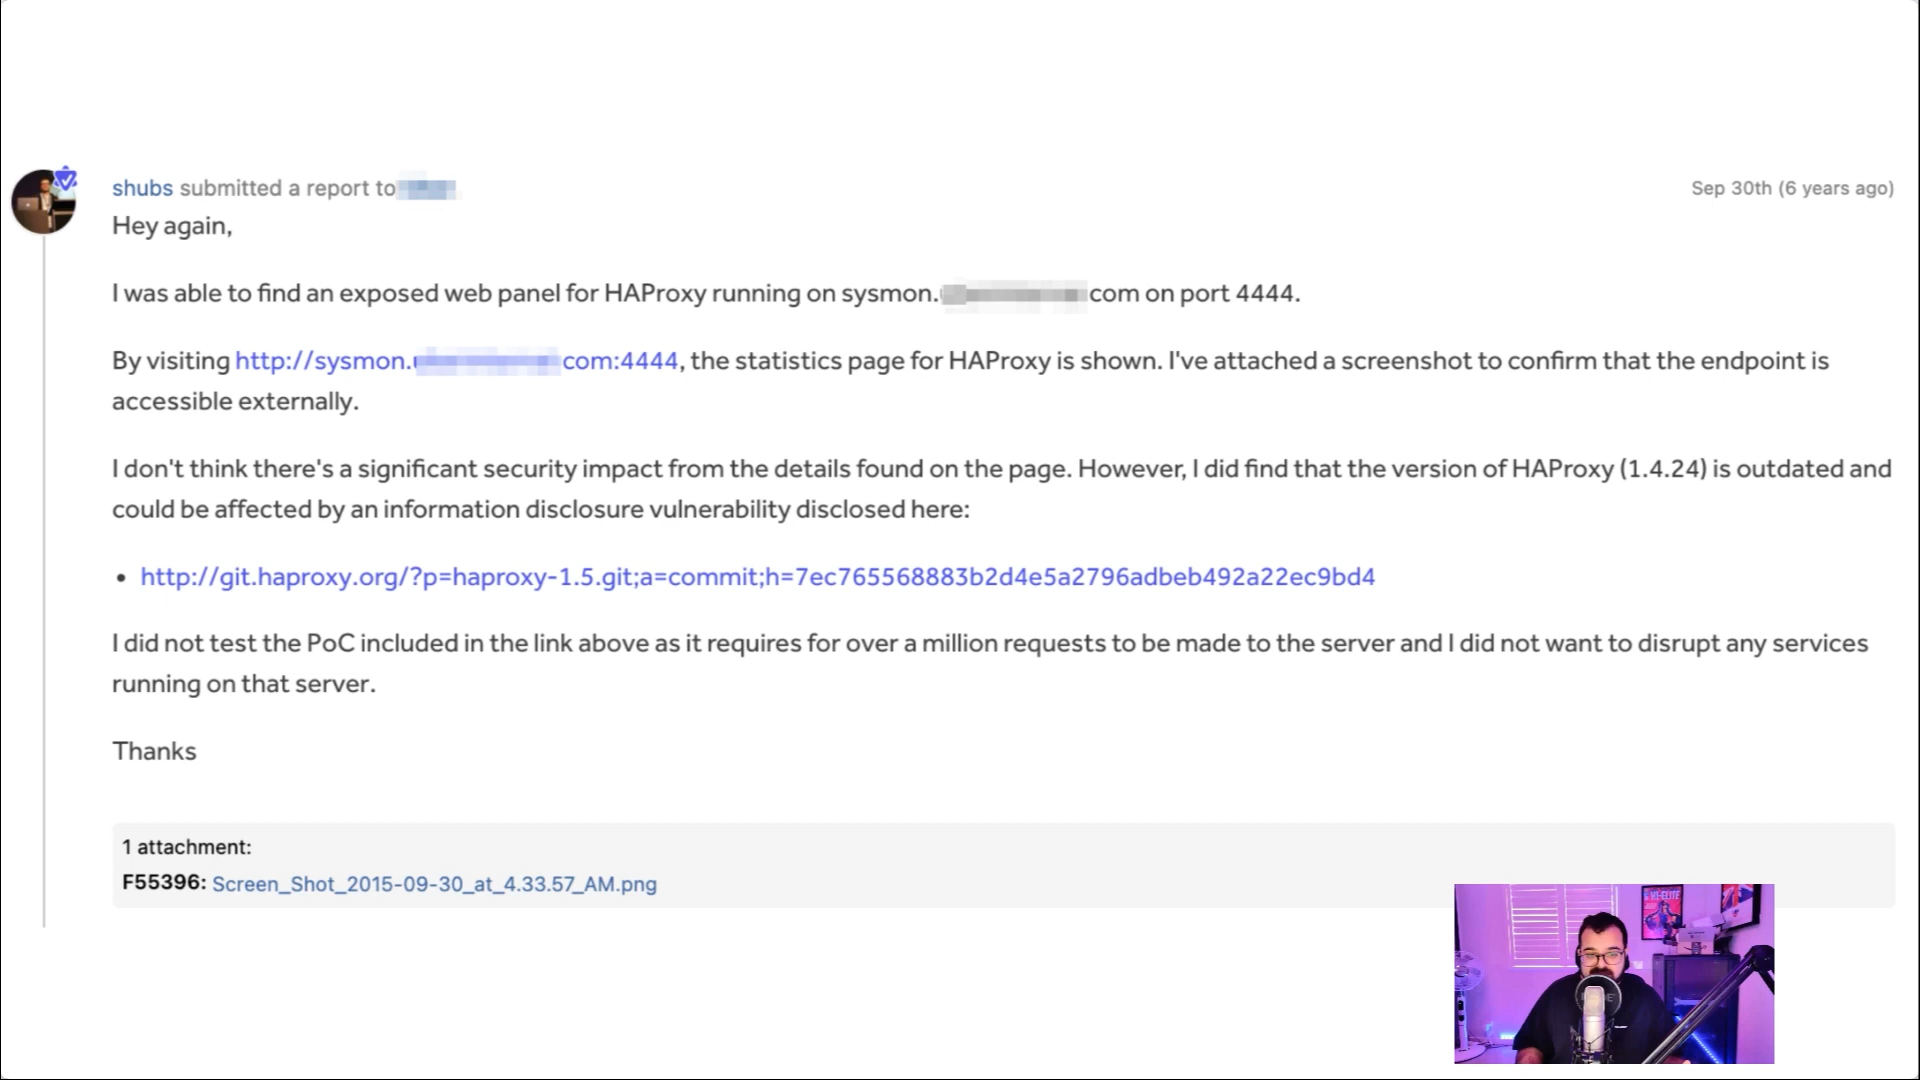 shubs submitted a report to
Sep 30th (6 years ago)
Hey again,
I was able to find an exposed web panel for HAProxy running on sysmon. com on port 4444.
By visiting http://sysmon. com:4444, the statistics page for HAProxy is shown. I've attached a screenshot to confirm that the endpoint is
accessible externally.
I don't think there's a significant security impact from the details found on the page. However, I did find that the version of HAProxy (1.4.24) is outdated and
could be affected by an information disclosure vulnerability disclosed here:
• http://git.haproxy.org/?p=haproxy-1.5.git;a=commit;h=7ec765568883b2d4e5a2796adbeb492a22ec9bd4
I did not test the PoC included in the link above as it requires for over a million requests to be made to the server and I did not want to disrupt any services
running on that server.
Thanks
1 attachment:
F55396: Screen_Shot_2015-09-30_at_4.33.57_AM.png